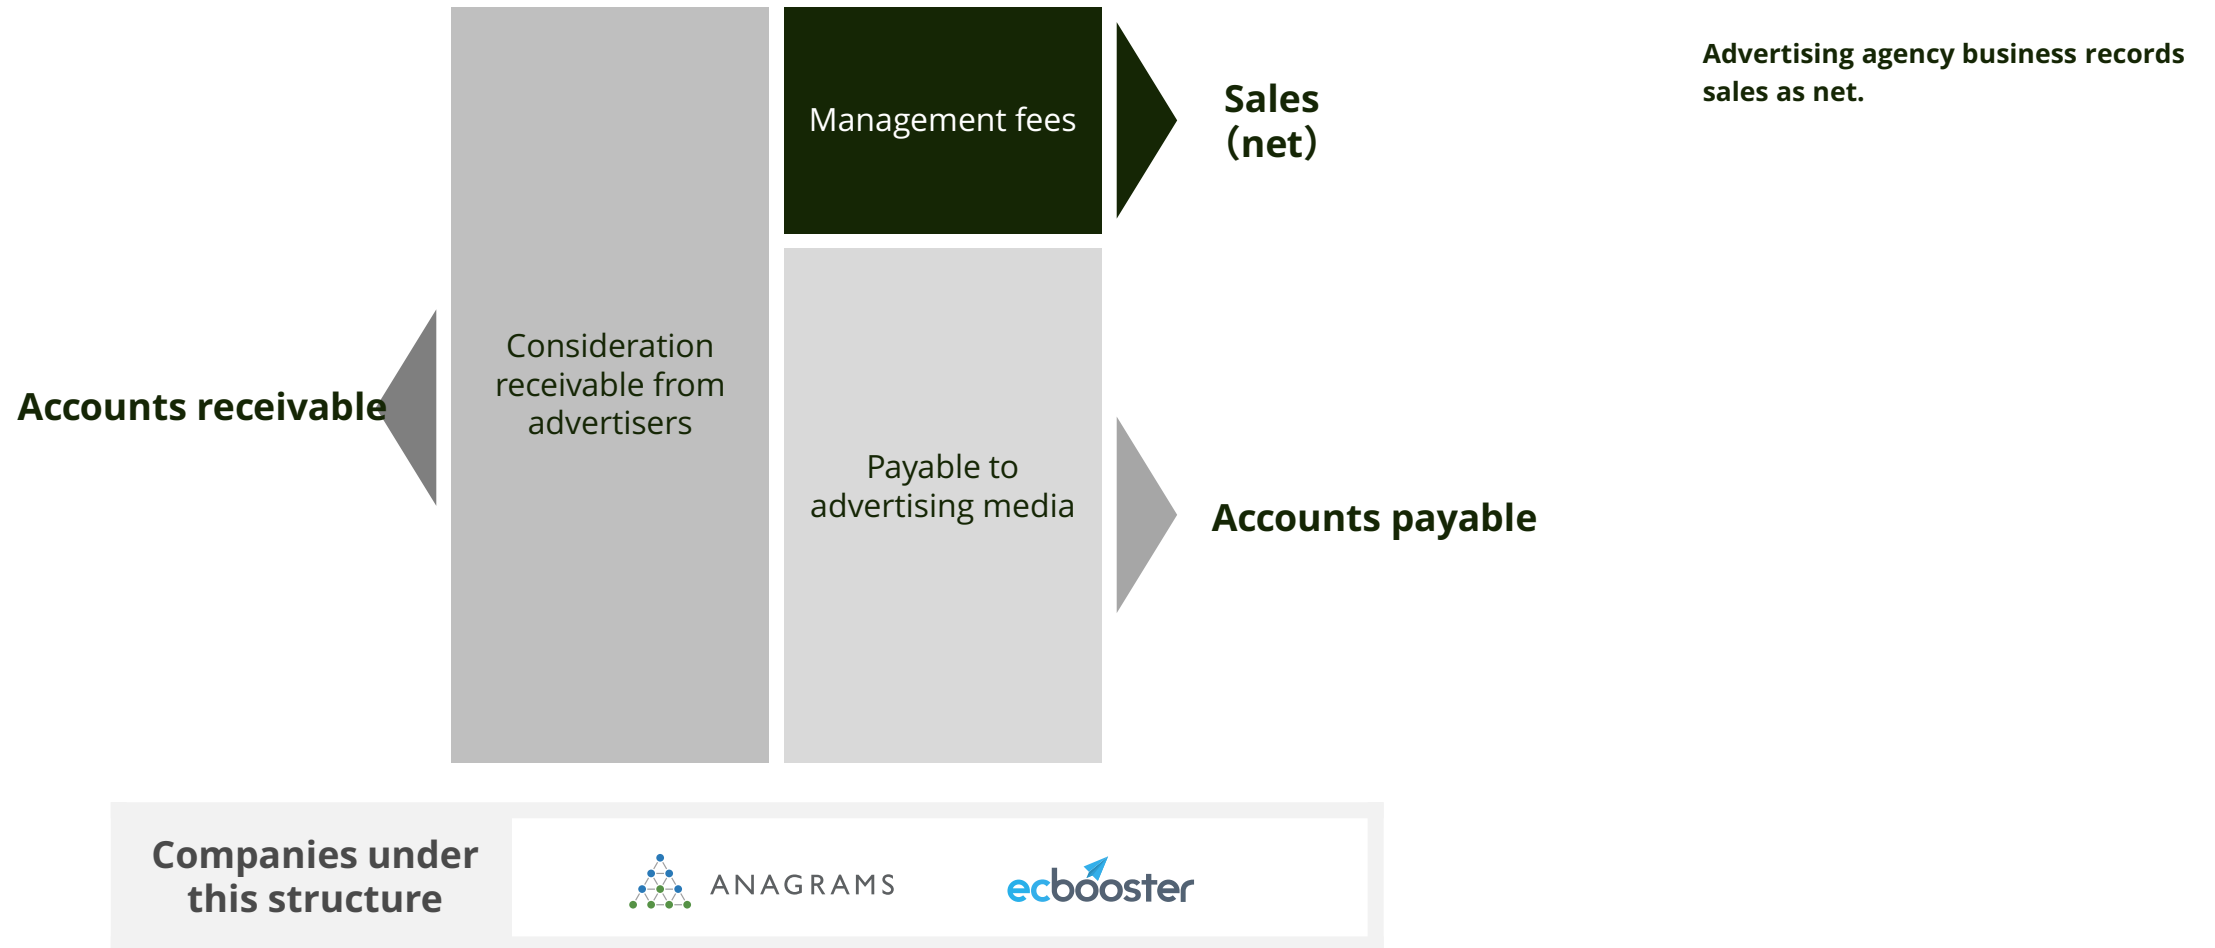 Advertising agency business records
sales as net.
Management fees
Sales
（net）
Consideration
receivable from
advertisers
Accounts receivable
Payable to
advertising media
Accounts payable
Companies under
this structure
ANAGRAMS
ecbooster